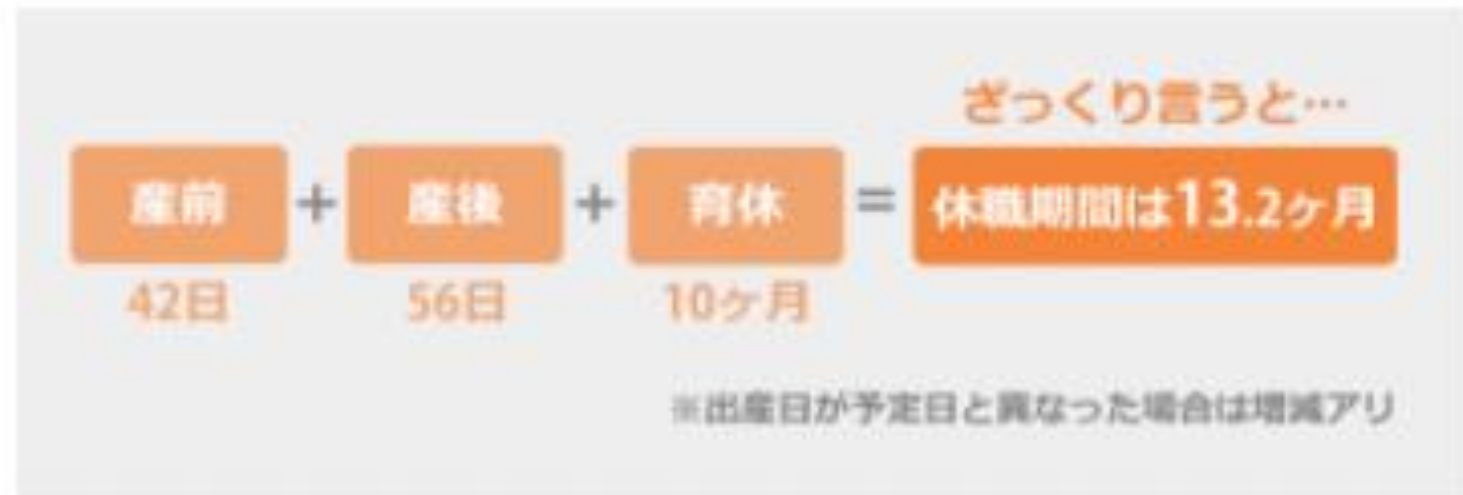 ざっくり言うと…
産前 + 産後 + 育休 = 休職期間は13.2ヶ月
42日 56日 10ヶ月
※出産日が予定日と異なった場合は増減アリ